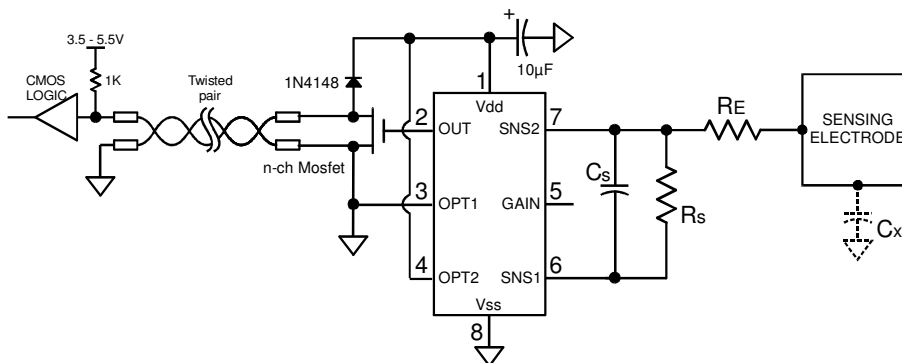 3.5 - 5.5V
CMOS
LOGIC
1K
Twisted
pair
1N4148
n-ch Mosfet
+
10µF
1
Vdd
2
OUT
3
OPT1
4
OPT2
7
SNS2
5
GAIN
6
SNS1
Vss
8
Cs
Rs
RE
SENSING
ELECTRODE
Cx